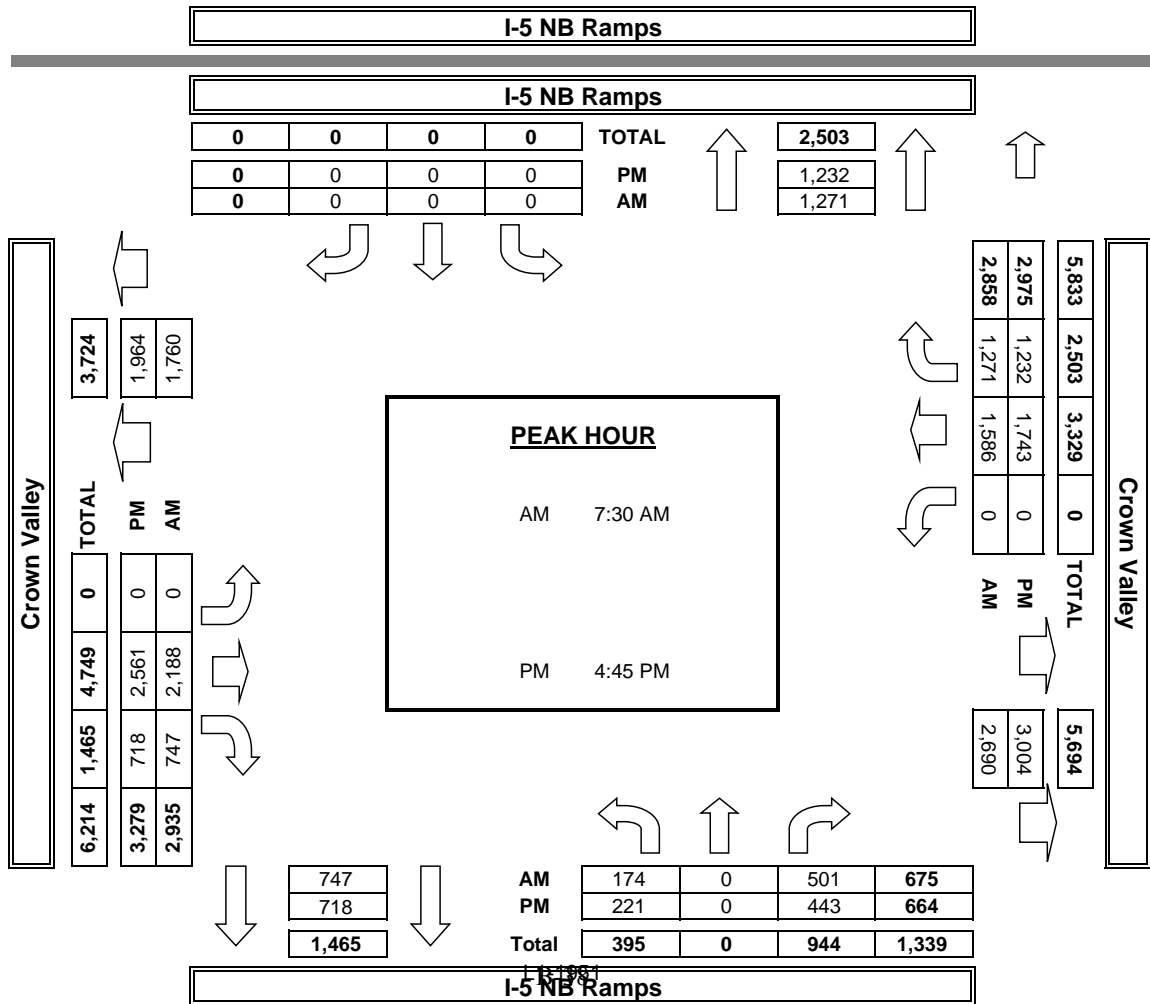 I-5 NB Ramps
I-5 NB Ramps
0 0 0 0 TOTAL 2,503
0 0 0 0 PM 1,232
0 0 0 0 AM 1,271
Crown Valley
3,724
1,964
1,760
TOTAL 0 4,749 1,465 6,214
PM 0 2,561 718 3,279
AM 0 2,188 747 2,935
PEAK HOUR
AM 7:30 AM
PM 4:45 PM
5,833 2,503 3,329 0 TOTAL
2,975 1,232 1,743 0 PM
2,858 1,271 1,586 0 AM
5,694
3,004
2,690
Crown Valley
747 AM 174 0 501 675
718 PM 221 0 443 664
1,465 Total 395 0 944 1,339
I-5 NB Ramps